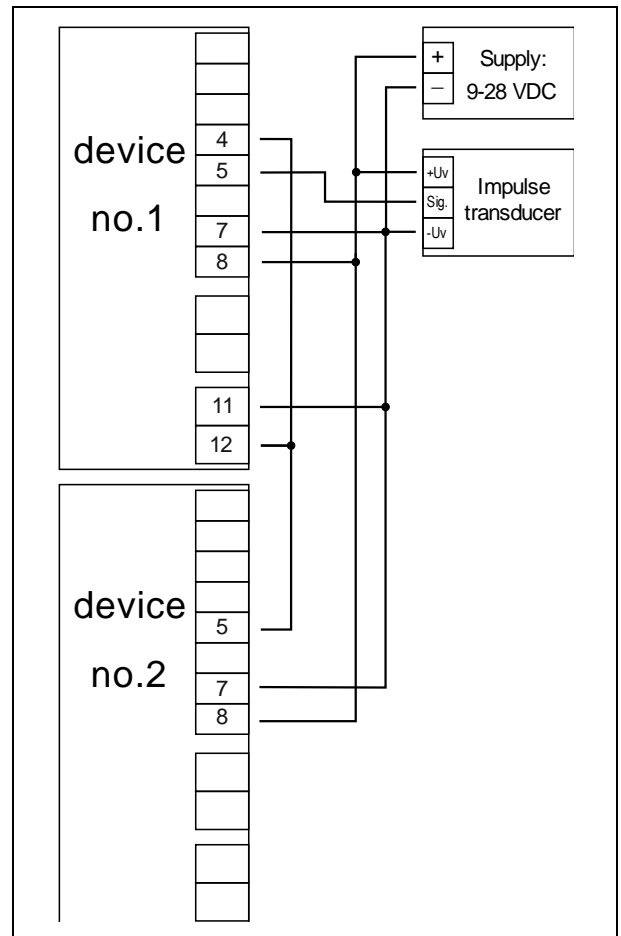 device
no.1
4
5
7
8
11
12
device
no.2
5
7
8
+
−
Supply:
9-28 VDC
+Uv
Sig.
-Uv
Impulse
transducer